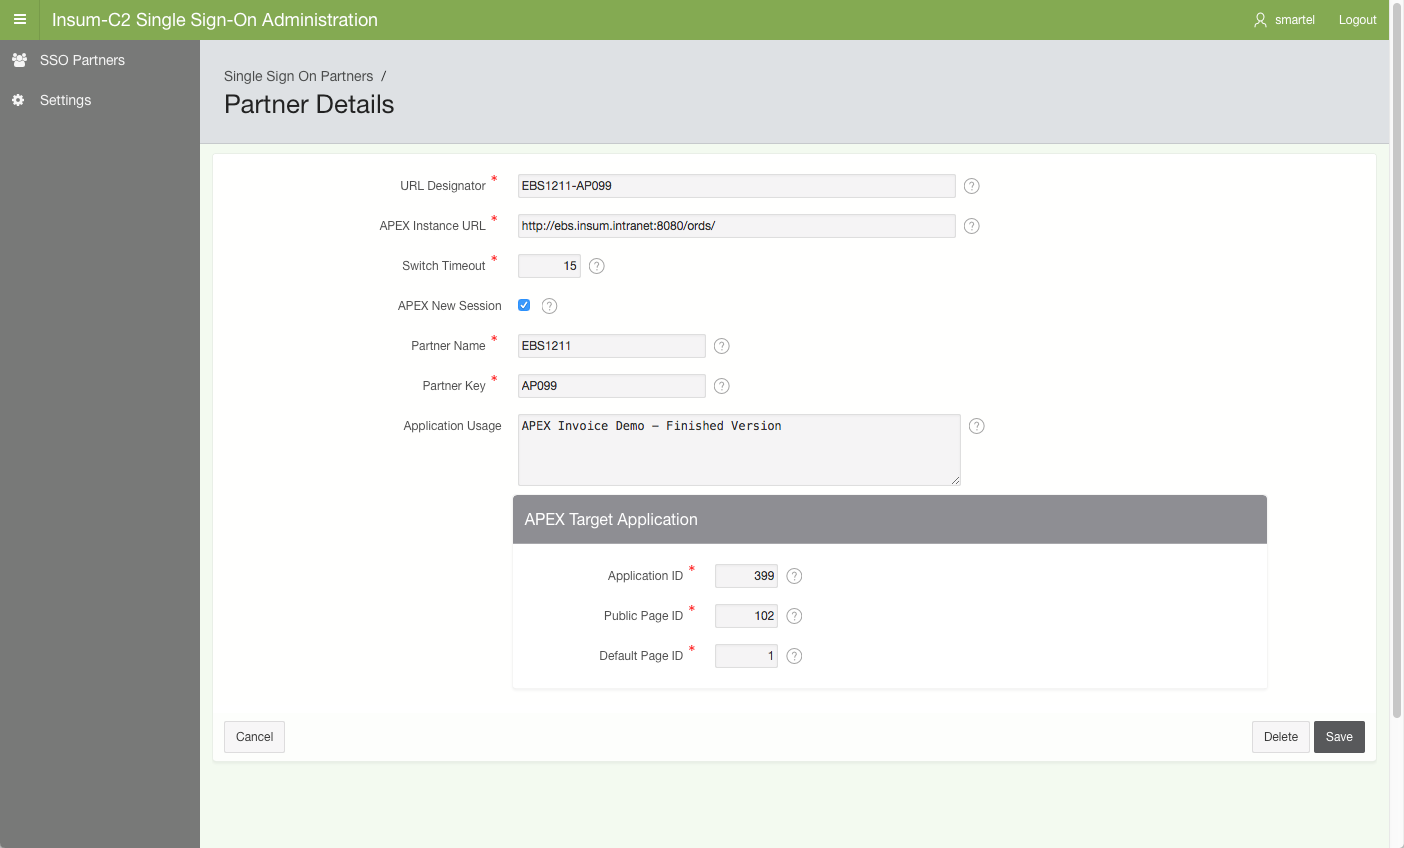 Insum-C2 Single Sign-On Administration
smartel
Logout
SSO Partners
Settings
Single Sign On Partners /
Partner Details
URL Designator * EBS1211-AP099 ?
APEX Instance URL * http://ebs.insum.intranet:8080/ords/ ?
Switch Timeout * 15 ?
APEX New Session ?
Partner Name * EBS1211 ?
Partner Key * AP099 ?
Application Usage APEX Invoice Demo – Finished Version ?
APEX Target Application
Application ID * 399 ?
Public Page ID * 102 ?
Default Page ID * 1 ?
Cancel
Delete
Save